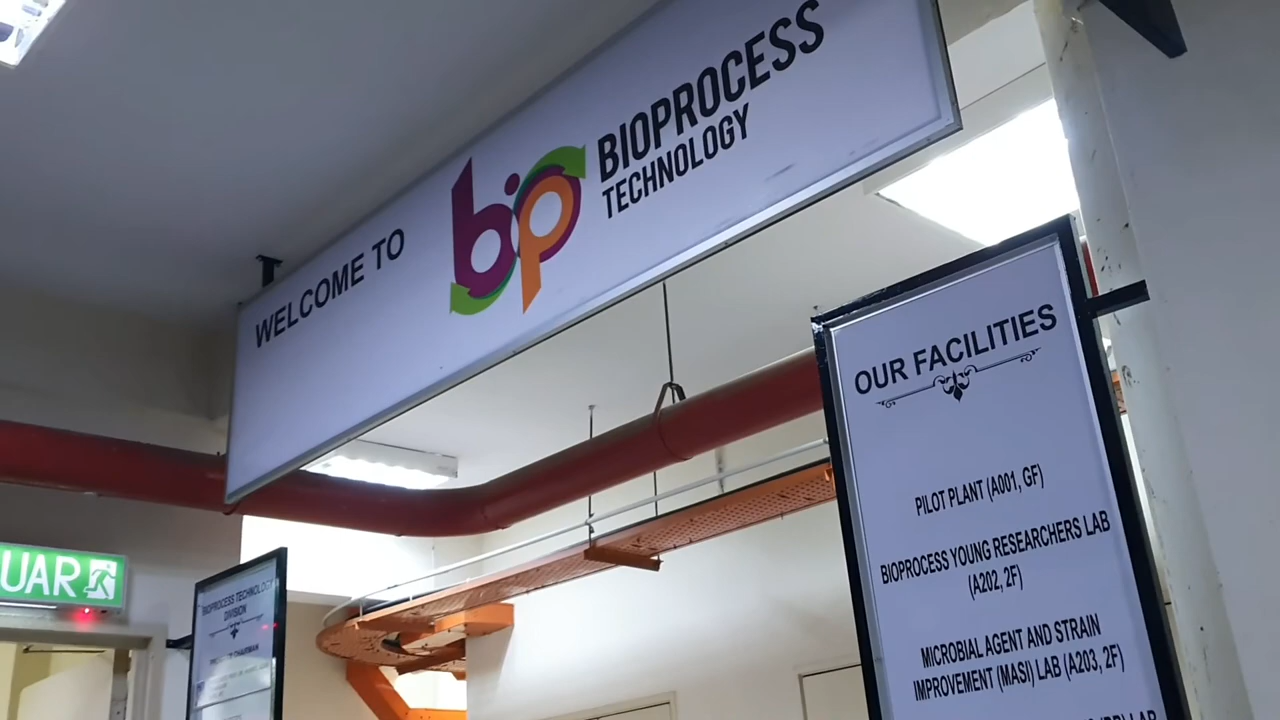 WELCOME TO
bp
BIOPROCESS
TECHNOLOGY
OUR FACILITIES
PILOT PLANT (A001, GF)
BIOPROCESS YOUNG RESEARCHERS LAB
(A202, 2F)
MICROBIAL AGENT AND STRAIN
IMPROVEMENT (MASI) LAB (A203, 2F)
UAR
BIOPROCESS TECHNOLOGY
DIVISION